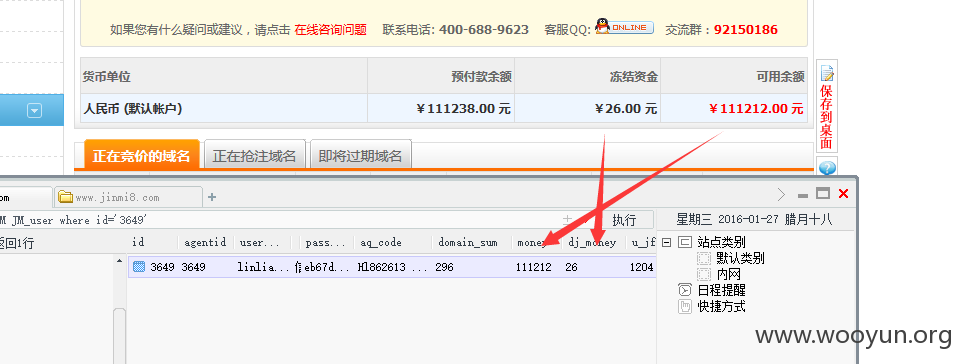 如果您有什么疑问或建议，请点击 在线咨询问题 联系电话: 400-688-9623 客服QQ: ONLINE 交流群：92150186
货币单位 预付款余额 冻结资金 可用余额
人民币 (默认帐户) ￥111238.00 元 ￥26.00 元 ￥111212.00 元
保存到桌面
正在竞价的域名 正在抢注域名 即将过期域名
om www.jinmi8.com +
M JM_user where id='3649' 执行 星期三 2016-01-27 腊月十八
返回1行 id agentid user... pass... aq_code domain_sum money dj_money u_jf
3649 3649 linlia... eb67d... Hl862613 ... 296 111212 26 1204
站点类别
默认类别
内网
日程提醒
快捷方式
www.wooyun.org